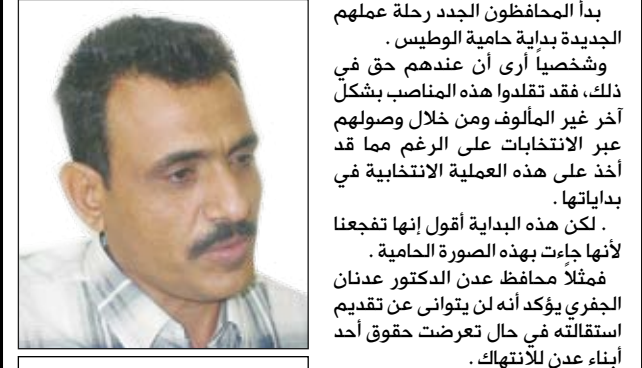 بدأ المحافظون الجدد رحلة عملهم
الجديدة بداية حامية الوطيس .
وشخصياً أرى أن عندهم حق في
ذلك، فقد تقلدوا هذه المناصب بشكل
آخر غير المألوف ومن خلال وصولهم
عبر الانتخابات على الرغم مما قد
أخذ على هذه العملية الانتخابية في
بداياتها .
. لكن هذه البداية أقول إنها تفجعنا
لأنها جاءت بهذه الصورة الحامية .
فمثلاً محافظ عدن الدكتور عدنان
الجفري يؤكد أنه لن يتوانى عن تقديم
استقالته في حال تعرضت حقوق أحد
أبناء عدن للانتهاك .